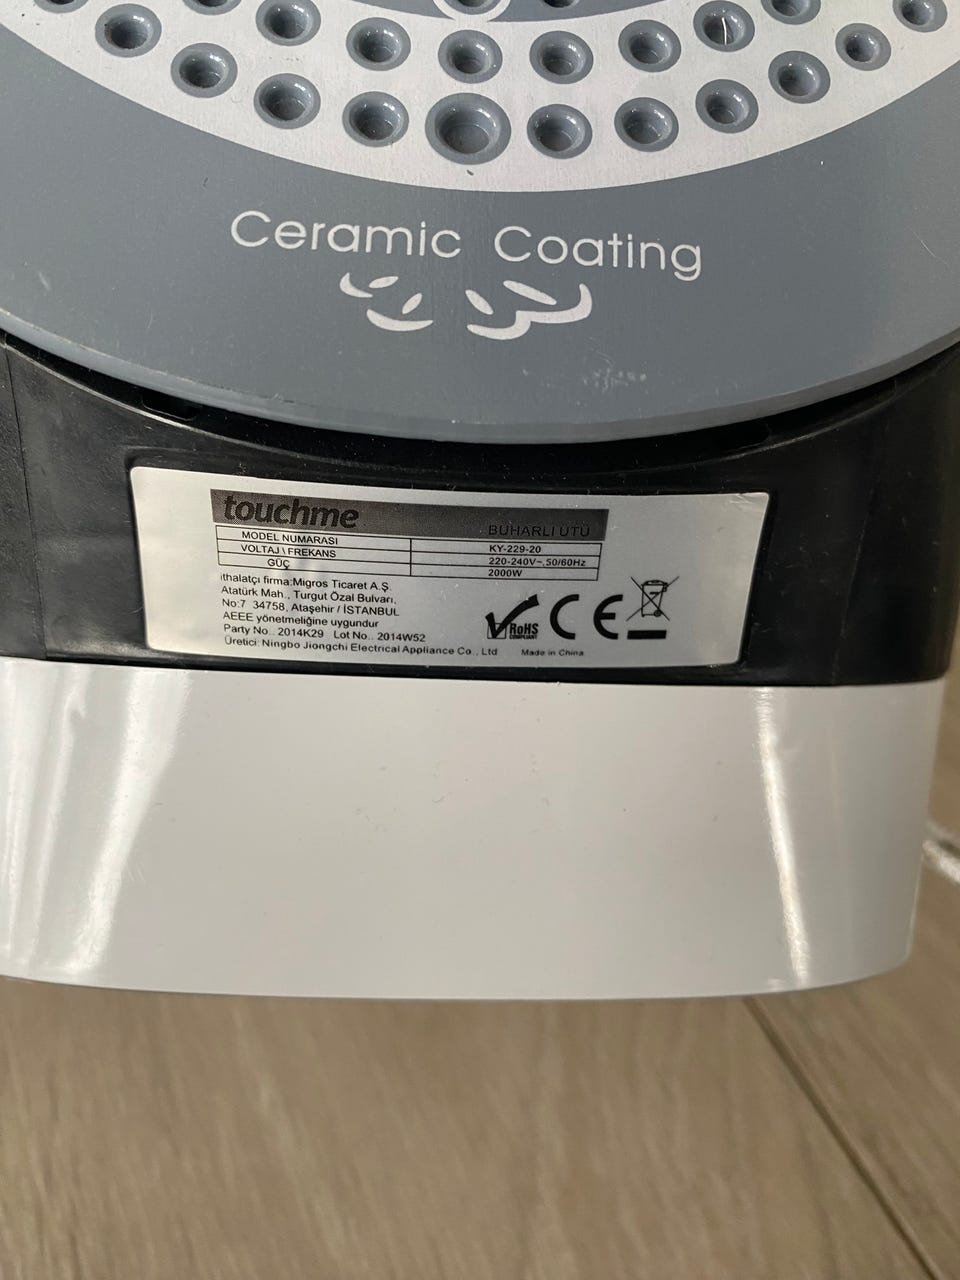 Ceramic Coating
touchme
BUHARLI ÜTÜ
MODEL NUMARASI KY-229-20
VOLTAJ \ FREKANS 220-240V~, 50/60Hz
GÜÇ 2000W
İthalatçı firma:Migros Ticaret A.Ş.
Atatürk Mah., Turgut Özal Bulvarı,
No:7 34758, Ataşehir / İSTANBUL
AEEE yönetmeliğine uygundur
Party No.. 2014K29 Lot No.. 2014W52
Üretici: Ningbo Jiongchi Electrical Appliance Co., Ltd Made in China
RoHS
COMPLIANT
CE